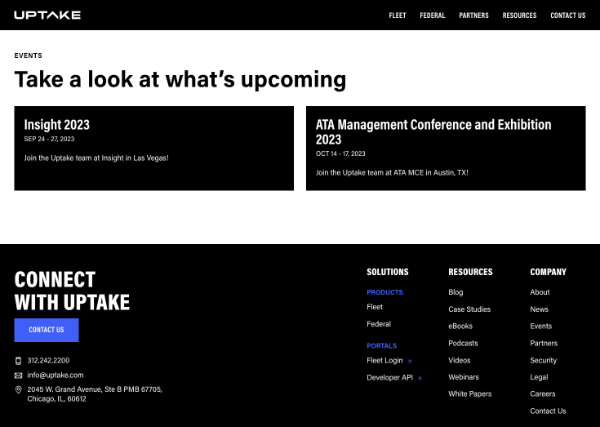 UPTAKE
FLEET FEDERAL PARTNERS RESOURCES CONTACT US
EVENTS
Take a look at what's upcoming
Insight 2023
SEP 24 - 27, 2023
Join the Uptake team at Insight in Las Vegas!
ATA Management Conference and Exhibition
2023
OCT 14 - 17, 2023
Join the Uptake team at ATA MCE in Austin, TX!
CONNECT
WITH UPTAKE
CONTACT US
312.242.2200
info@uptake.com
2045 W. Grand Avenue, Ste B PMB 67705,
Chicago, IL, 60612
SOLUTIONS
PRODUCTS
Fleet
Federal
PORTALS
Fleet Login >
Developer API >
RESOURCES
Blog
Case Studies
eBooks
Podcasts
Videos
Webinars
White Papers
COMPANY
About
News
Events
Partners
Security
Legal
Careers
Contact Us